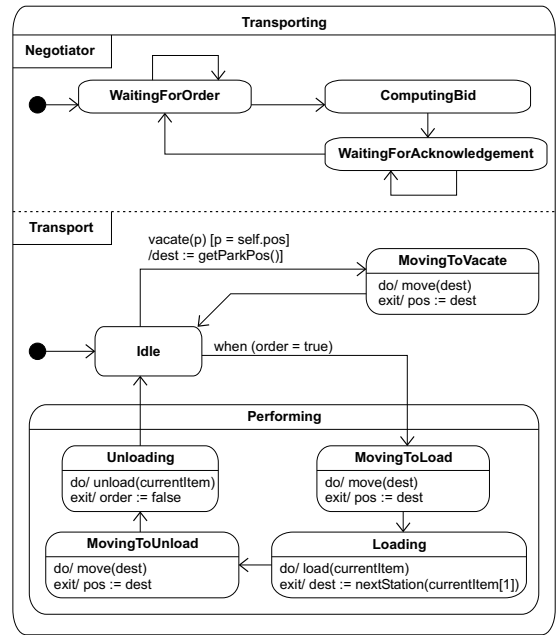 Transporting
Negotiator
WaitingForOrder
ComputingBid
WaitingForAcknowledgement
Transport
vacate(p) [p = self.pos]
/dest := getParkPos()]
MovingToVacate
do/ move(dest)
exit/ pos := dest
Idle
when (order = true)
Performing
Unloading
do/ unload(currentItem)
exit/ order := false
MovingToLoad
do/ move(dest)
exit/ pos := dest
MovingToUnload
do/ move(dest)
exit/ pos := dest
Loading
do/ load(currentItem)
exit/ dest := nextStation(currentItem[1])